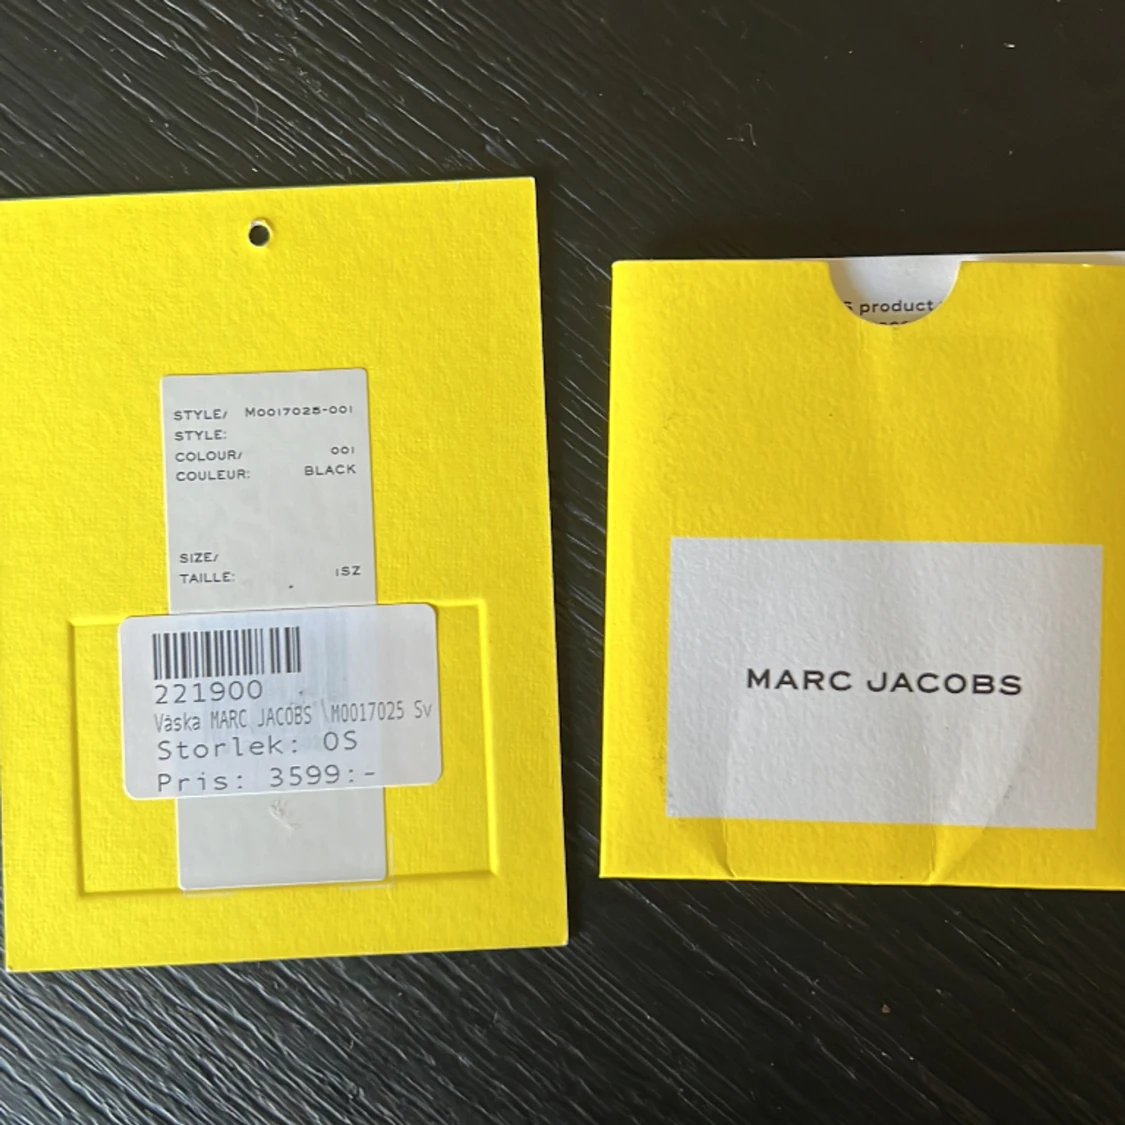 STYLE/ M0017025-001
STYLE:
COLOUR/ 001
COULEUR: BLACK
SIZE/
TAILLE: 1SZ
221900
Väska MARC JACOBS M0017025 Sv
Storlek: OS
Pris: 3599:-
product
MARC JACOBS